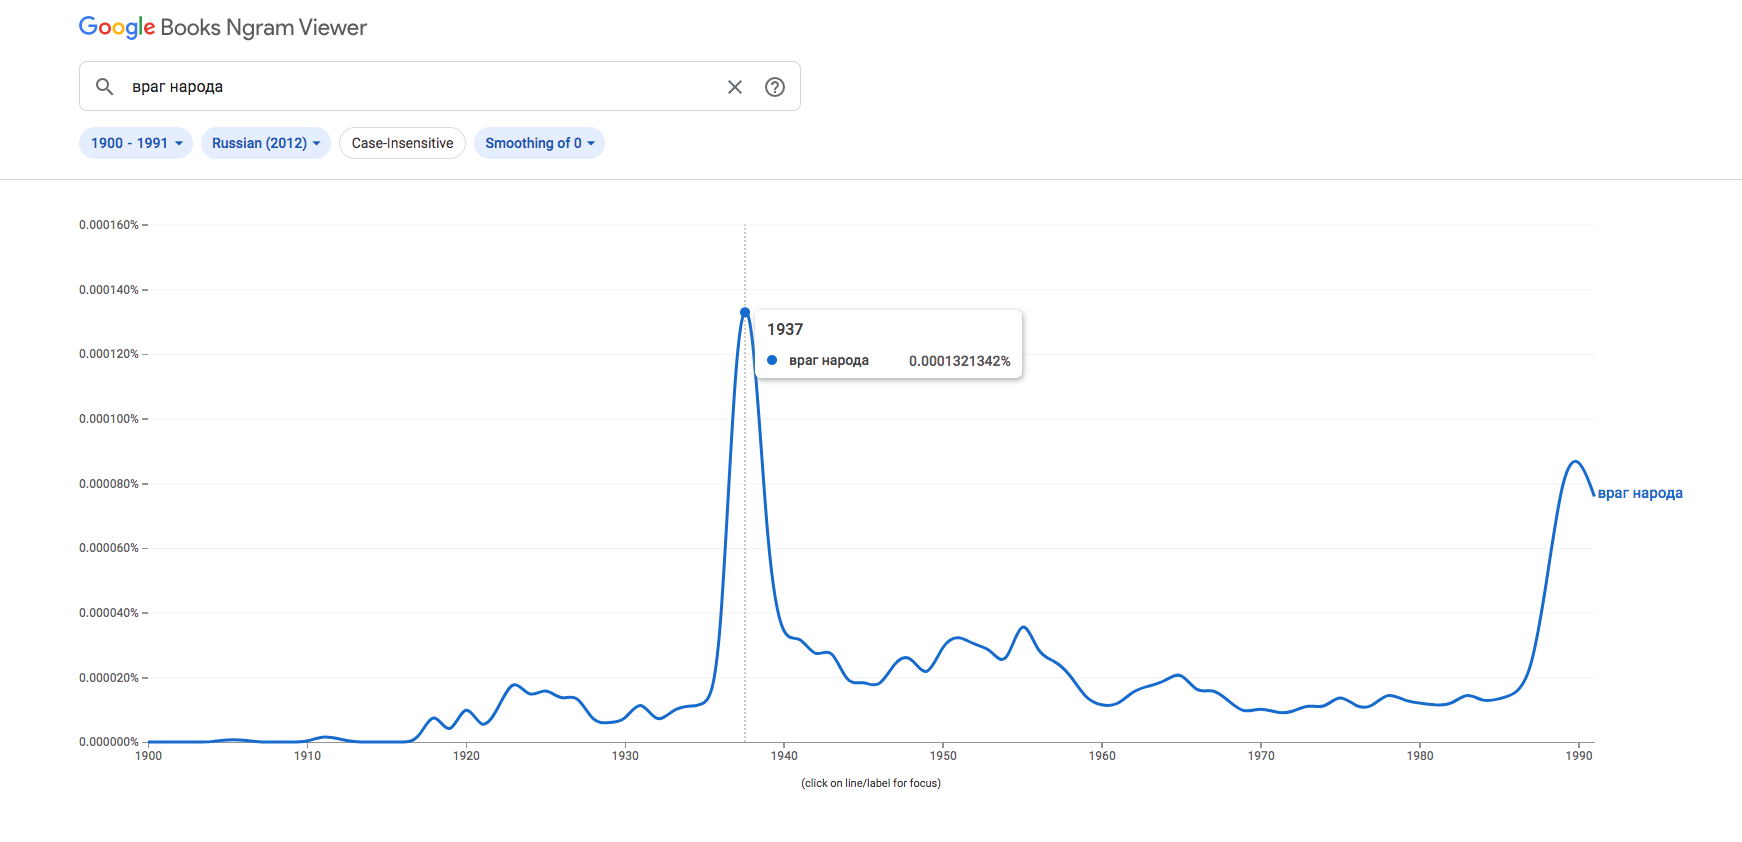 Google Books Ngram Viewer
враг народа
1900 - 1991
Russian (2012)
Case-Insensitive
Smoothing of 0
0.000160%
0.000140%
0.000120%
0.000100%
0.000080%
0.000060%
0.000040%
0.000020%
0.000000%
1937
враг народа 0.0001321342%
враг народа
1900 1910 1920 1930 1940 1950 1960 1970 1980 1990
(click on line/label for focus)